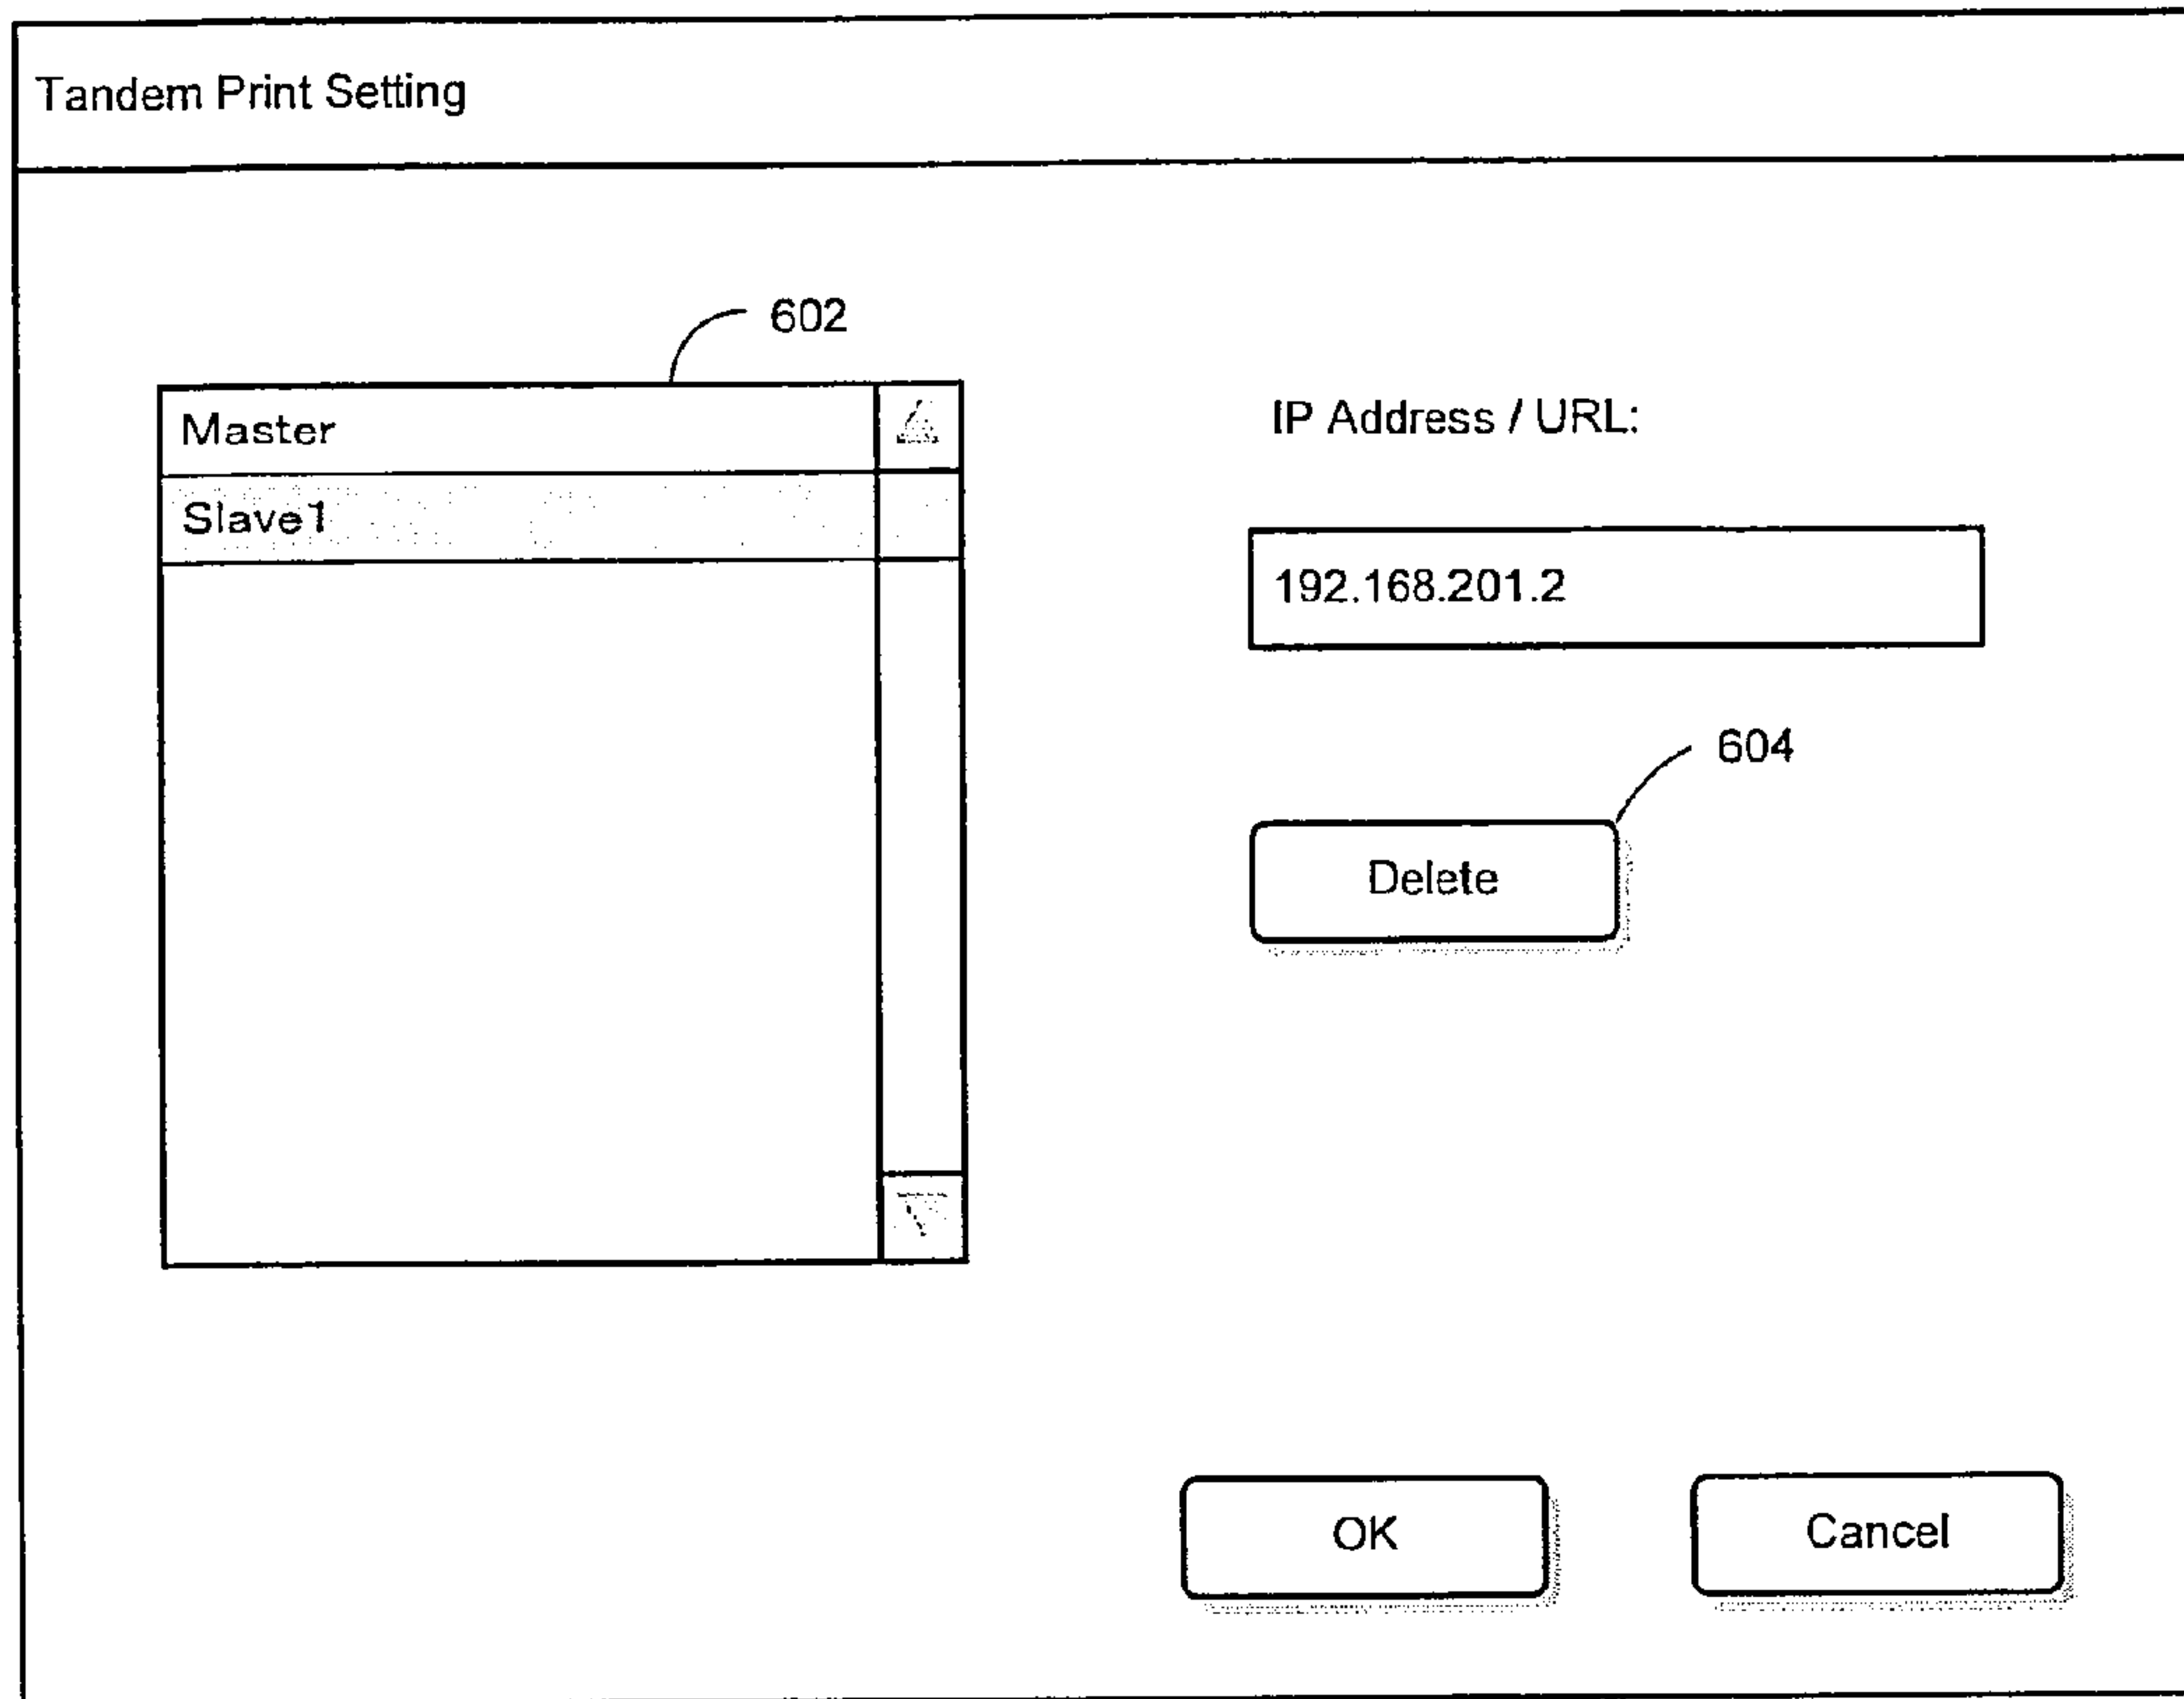 Tandem Print Setting
602
Master
Slave1
IP Address / URL:
192.168.201.2
604
Delete
OK
Cancel